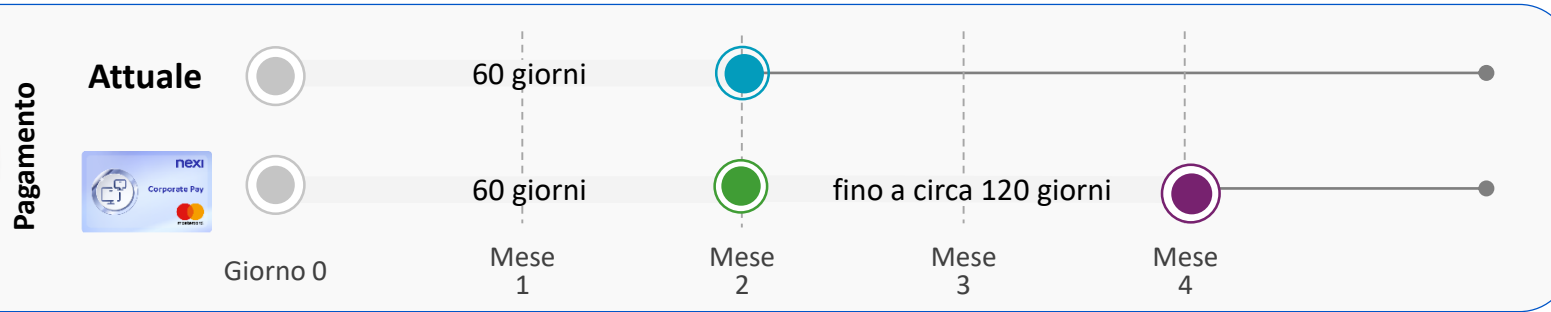 Pagamento
Attuale
60 giorni
nexi
Corporate Pay
mastercard
60 giorni
fino a circa 120 giorni
Giorno 0
Mese
1
Mese
2
Mese
3
Mese
4